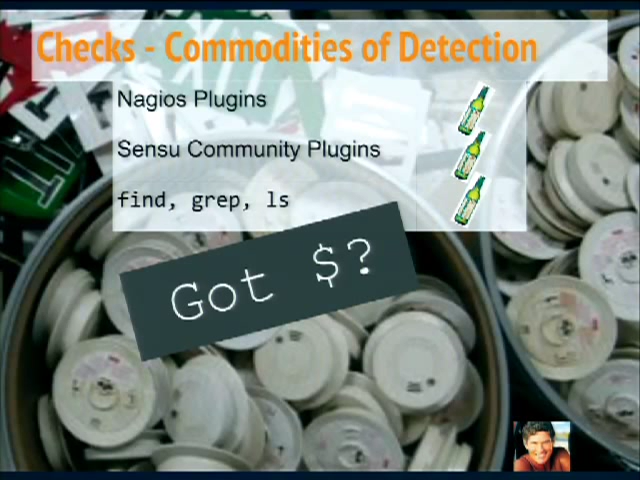 Checks - Commodities of Detection
Nagios Plugins
Sensu Community Plugins
find, grep, ls
Got $?